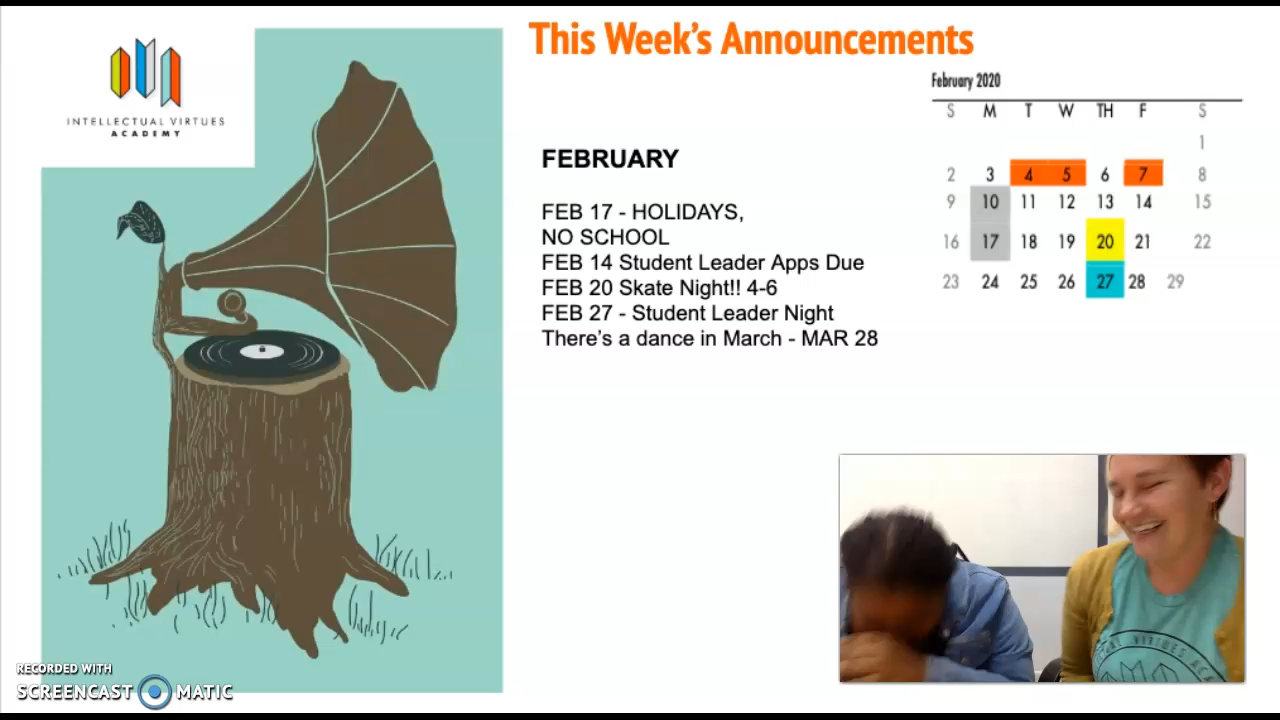 This Week's Announcements
INTELLECTUAL VIRTUES
ACADEMY
February 2020
S M T W TH F S
1
2 3 4 5 6 7 8
9 10 11 12 13 14 15
16 17 18 19 20 21 22
23 24 25 26 27 28 29
FEBRUARY
FEB 17 - HOLIDAYS,
NO SCHOOL
FEB 14 Student Leader Apps Due
FEB 20 Skate Night!! 4-6
FEB 27 - Student Leader Night
There's a dance in March - MAR 28
RECORDED WITH
SCREENCAST MATIC